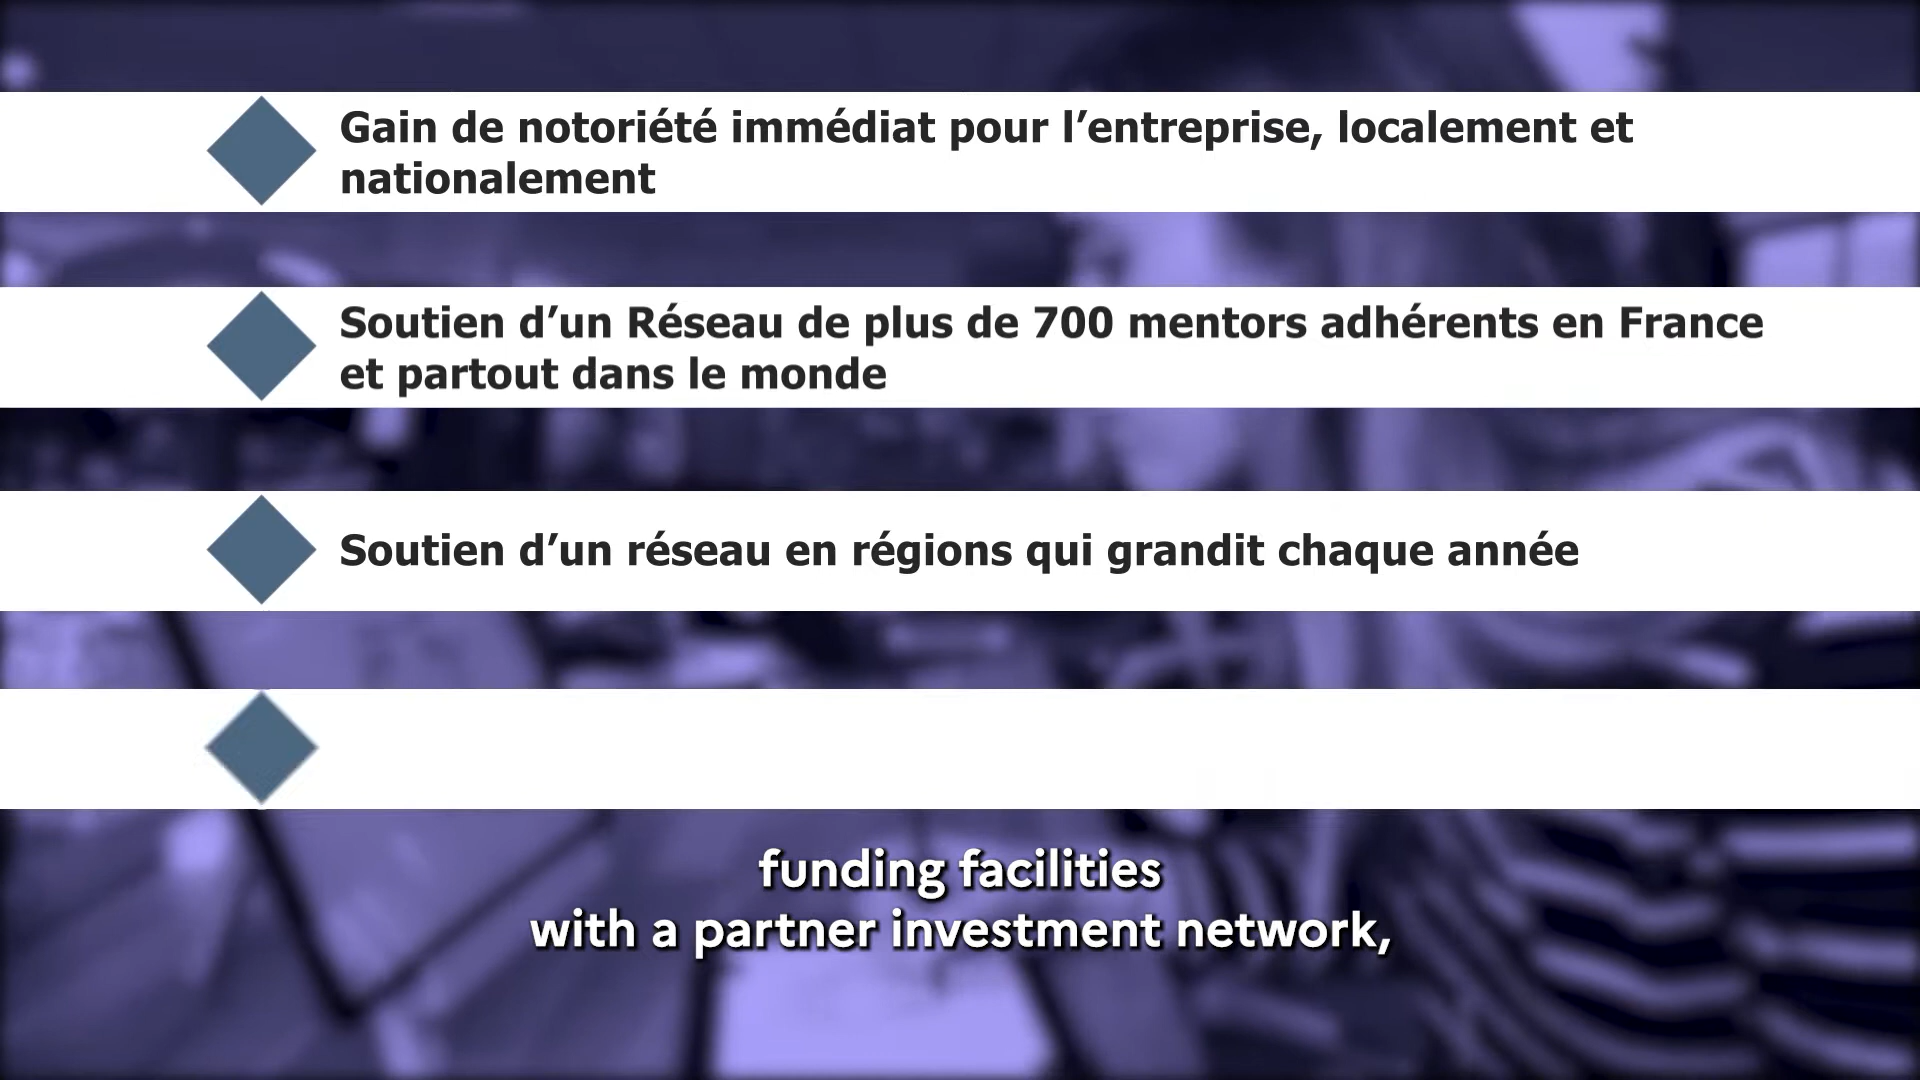 Gain de notoriété immédiat pour l’entreprise, localement et
nationalement
Soutien d’un Réseau de plus de 700 mentors adhérents en France
et partout dans le monde
Soutien d’un réseau en régions qui grandit chaque année
funding facilities
with a partner investment network,